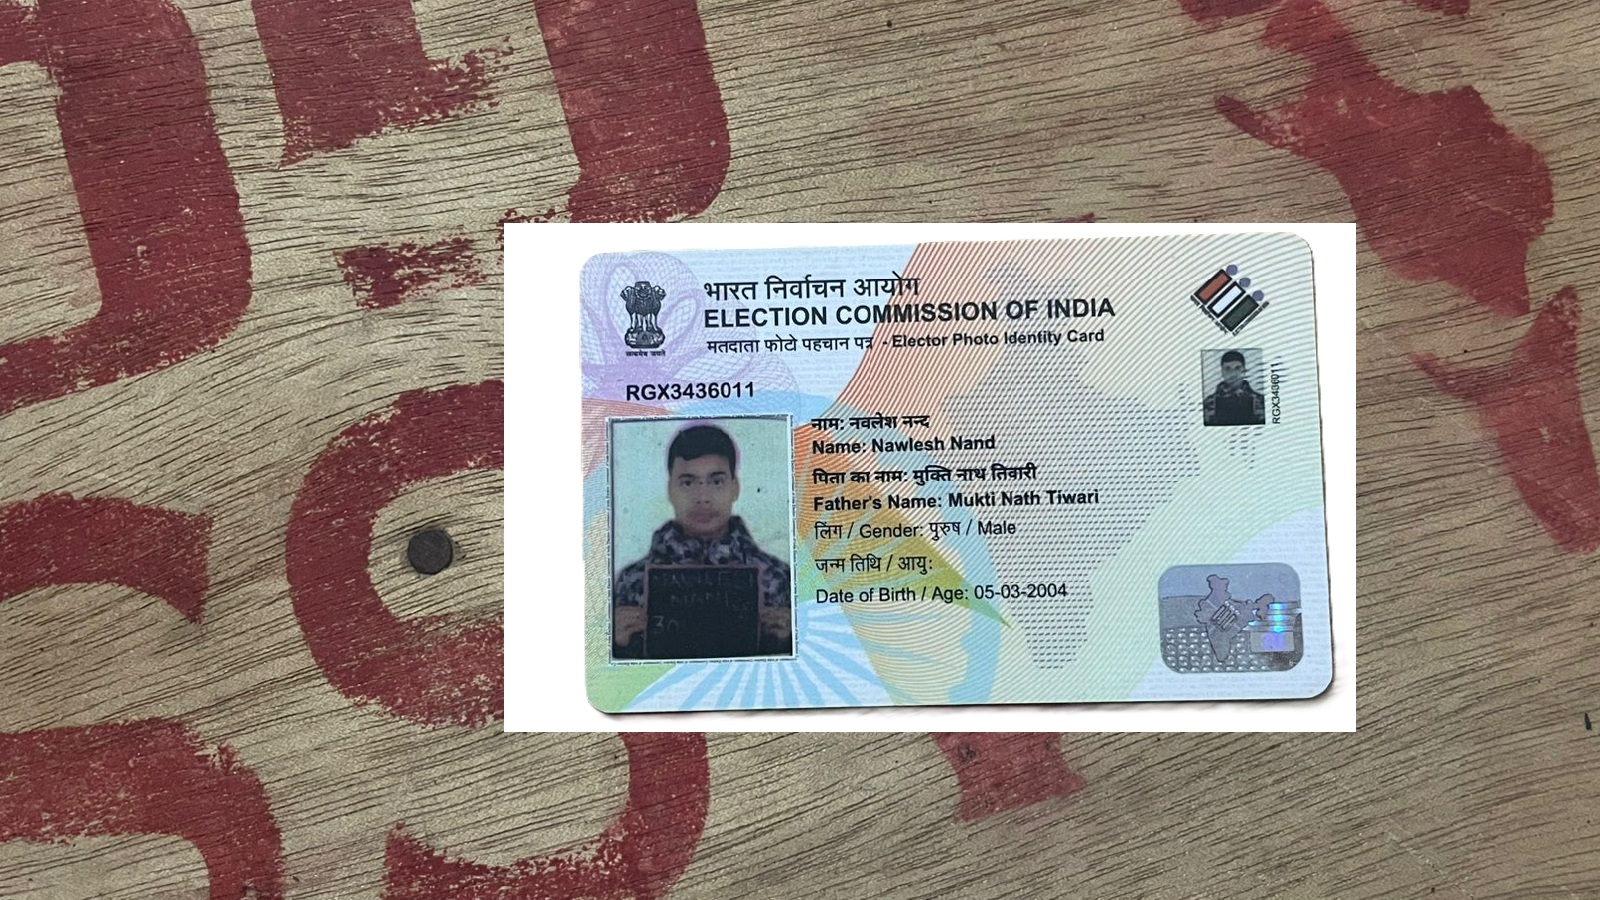 भारत निर्वाचन आयोग
ELECTION COMMISSION OF INDIA
मतदाता फोटो पहचान पत्र - Elector Photo Identity Card
सत्यमेव जयते
RGX3436011
RGX3436011
नाम: नवलेश नन्द
Name: Nawlesh Nand
पिता का नाम: मुक्ति नाथ तिवारी
Father's Name: Mukti Nath Tiwari
लिंग / Gender: पुरुष / Male
जन्म तिथि / आयु:
Date of Birth / Age: 05-03-2004